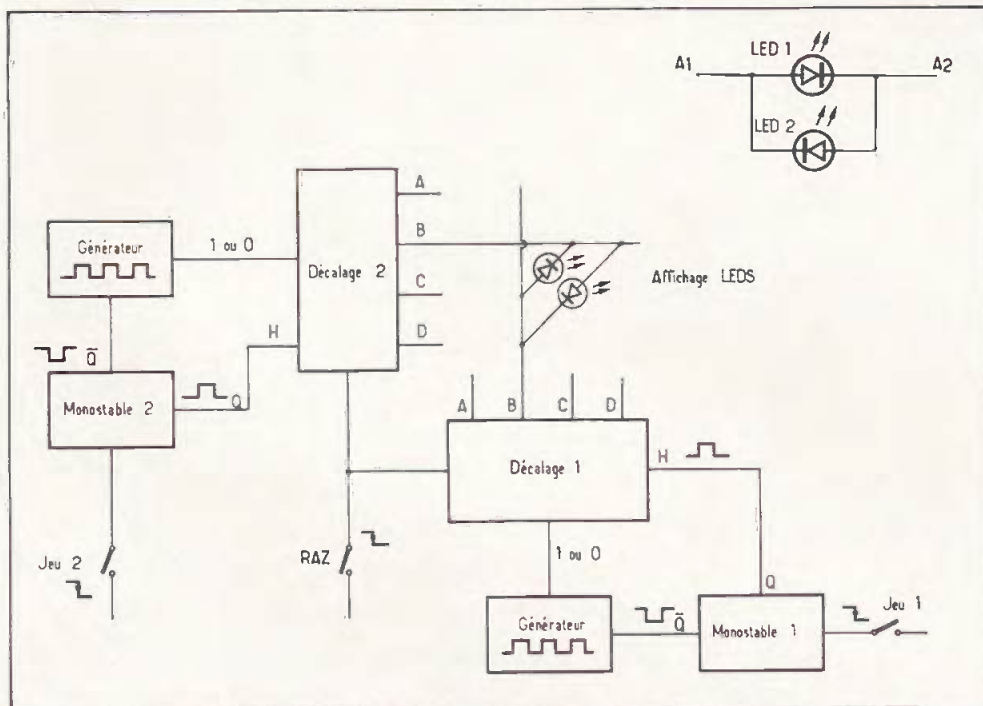 LED 1
A1
A2
LED 2
A
Générateur
1 ou 0
B
Décalage 2
Affichage LEDS
C
H
D
Q̅
Monostable 2
Q
A
B
C
D
Décalage 1
H
Jeu 2
RAZ
1 ou 0
Q
Jeu 1
Générateur
Q̅
Monostable 1